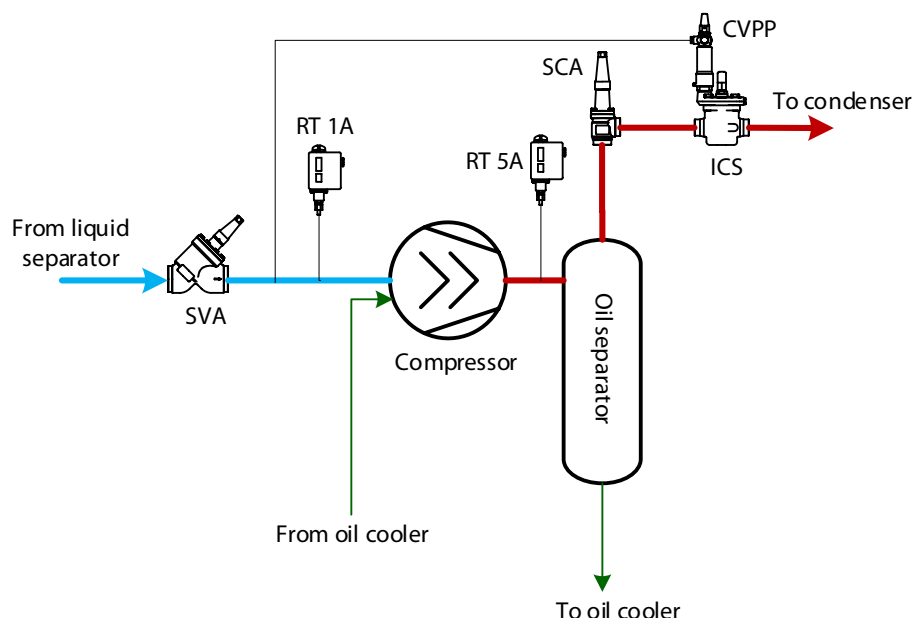 CVPP
SCA
To condenser
RT 1A
RT 5A
ICS
From liquid
separator
SVA
Oil separator
Compressor
From oil cooler
To oil cooler